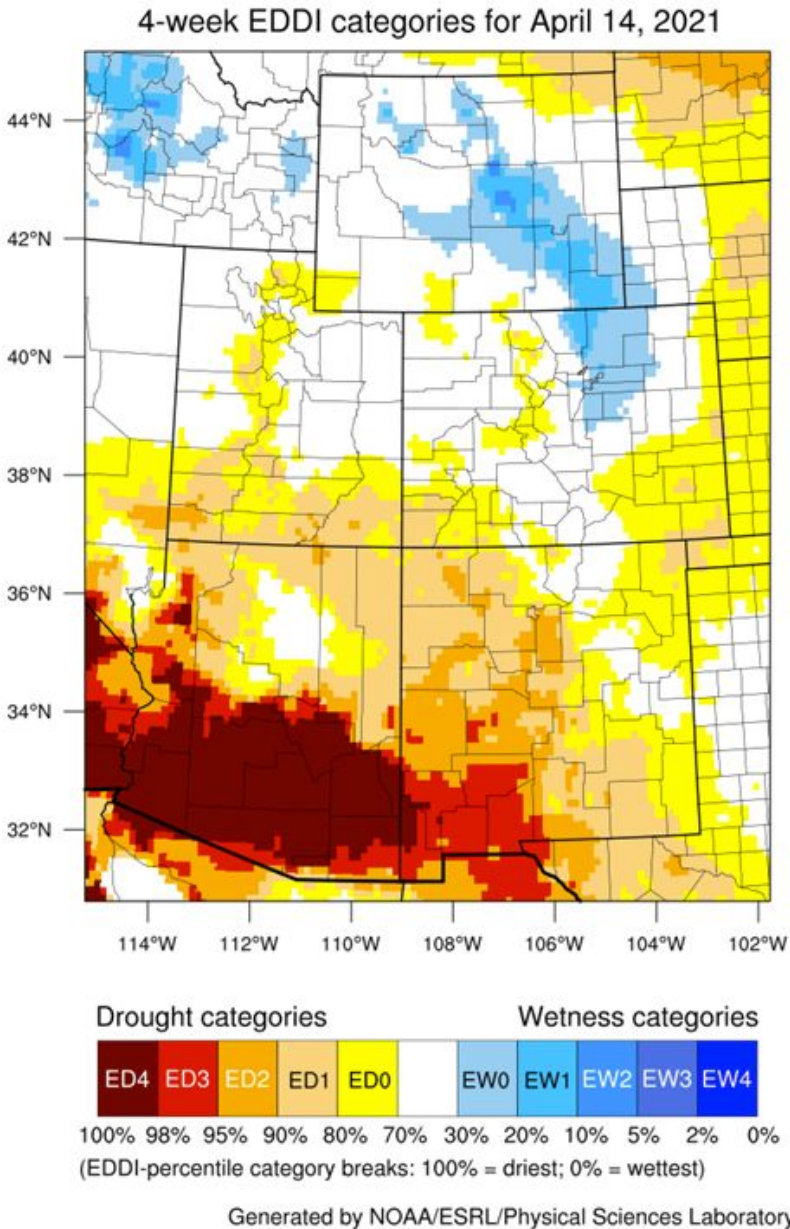 4-week EDDI categories for April 14, 2021
44°N
42°N
40°N
38°N
36°N
34°N
32°N
114°W 112°W 110°W 108°W 106°W 104°W 102°W
Drought categories Wetness categories
ED4 ED3 ED2 ED1 ED0 EW0 EW1 EW2 EW3 EW4
100% 98% 95% 90% 80% 70% 30% 20% 10% 5% 2% 0%
(EDDI-percentile category breaks: 100% = driest; 0% = wettest)
Generated by NOAA/ESRL/Physical Sciences Laboratory